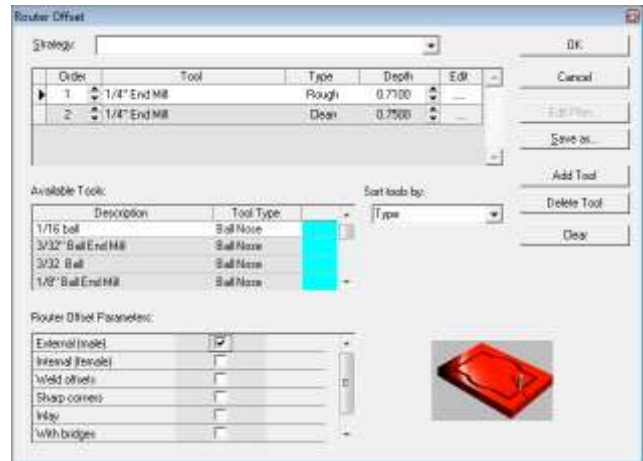 Router Offset
Strategy:
OK
Order Tool Type Depth Edit
1 1/4" End Mill Rough 0.7100 ...
2 1/4" End Mill Clean 0.7500 ...
Cancel
Edit Plan...
Save as...
Add Tool
Delete Tool
Clear
Available Tools:
Sort tools by:
Type
Description Tool Type
1/16 ball Ball Nose
3/32" Ball End Mill Ball Nose
3/32 Ball Ball Nose
1/8" Ball End Mill Ball Nose
Router Offset Parameters:
External (male)
Internal (female)
Weld offsets
Sharp corners
Inlay
With bridges